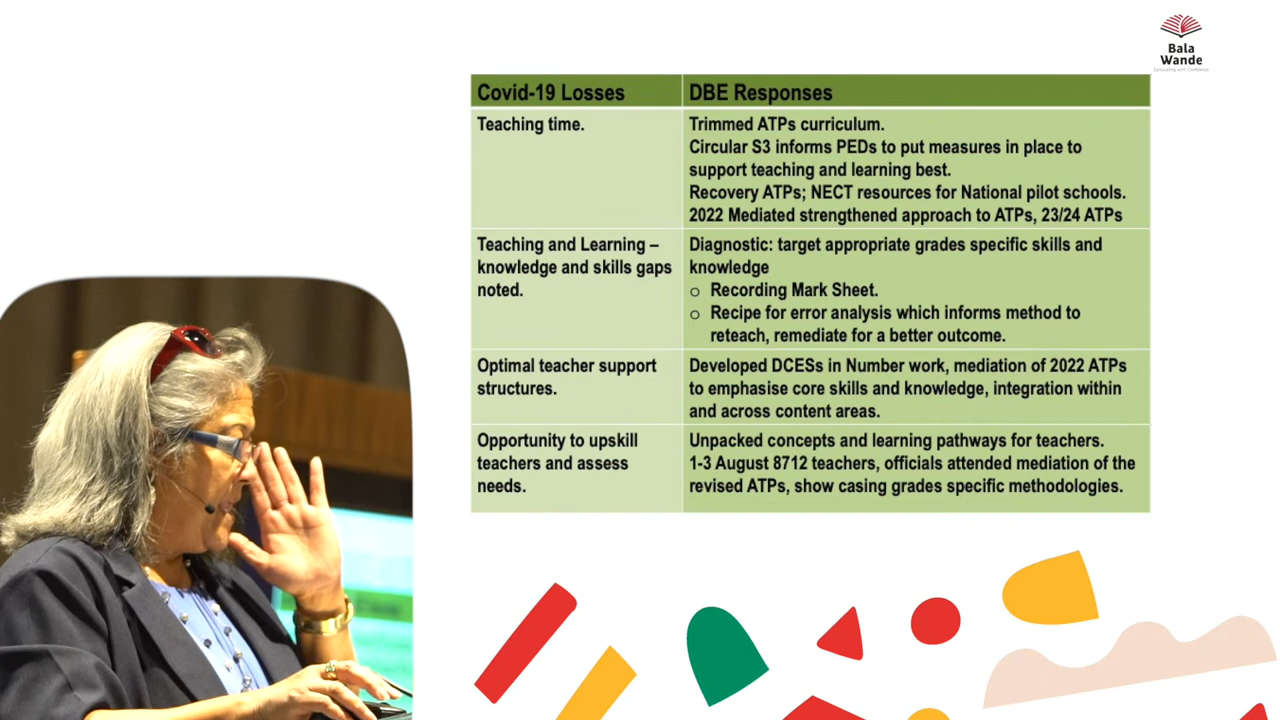 Bala
Wande
Covid-19 Losses
DBE Responses
Teaching time.
Trimmed ATPs curriculum.
Circular S3 informs PEDs to put measures in place to
support teaching and learning best.
Recovery ATPs; NECT resources for National pilot schools.
2022 Mediated strengthened approach to ATPs, 23/24 ATPs
Teaching and Learning –
knowledge and skills gaps
noted.
Diagnostic: target appropriate grades specific skills and
knowledge
o Recording Mark Sheet.
o Recipe for error analysis which informs method to
reteach, remediate for a better outcome.
Optimal teacher support
structures.
Developed DCESs in Number work, mediation of 2022 ATPs
to emphasise core skills and knowledge, integration within
and across content areas.
Opportunity to upskill
teachers and assess
needs.
Unpacked concepts and learning pathways for teachers.
1-3 August 8712 teachers, officials attended mediation of the
revised ATPs, show casing grades specific methodologies.